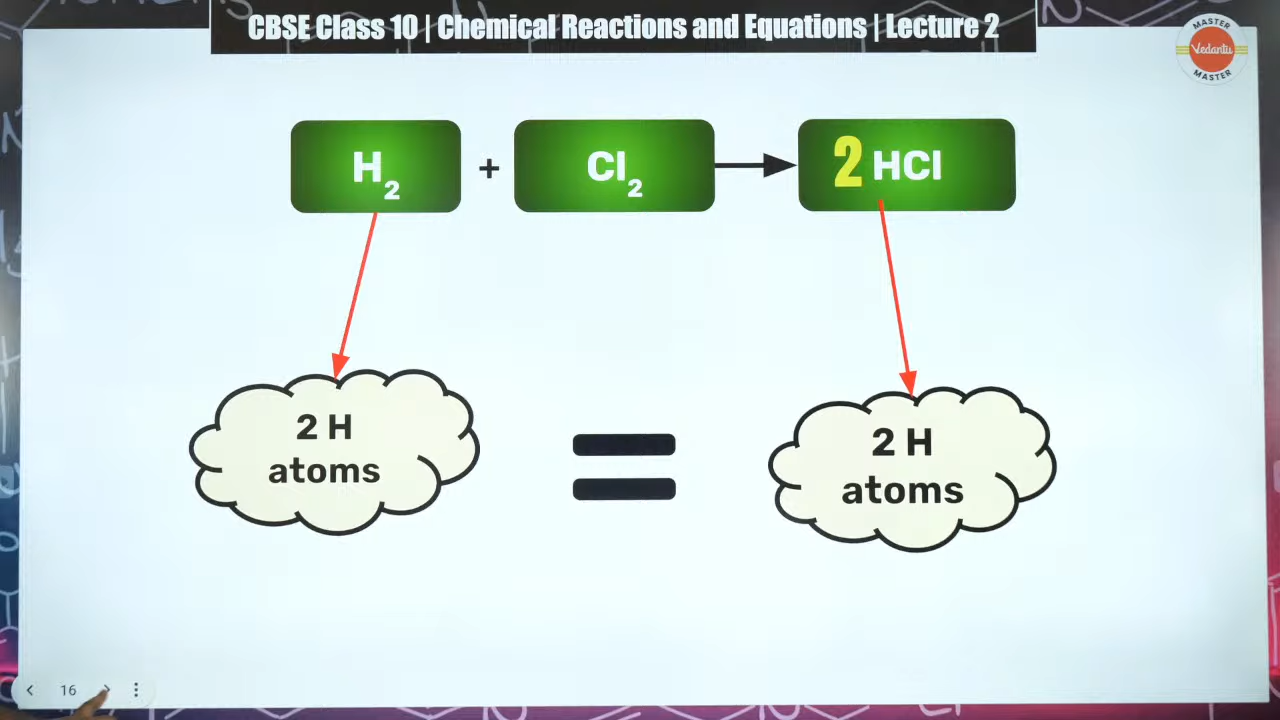 CBSE Class 10 | Chemical Reactions and Equations | Lecture 2
MASTER
Vedantu
MASTER
H₂ + Cl₂ → 2 HCl
2 H
atoms
=
2 H
atoms
16